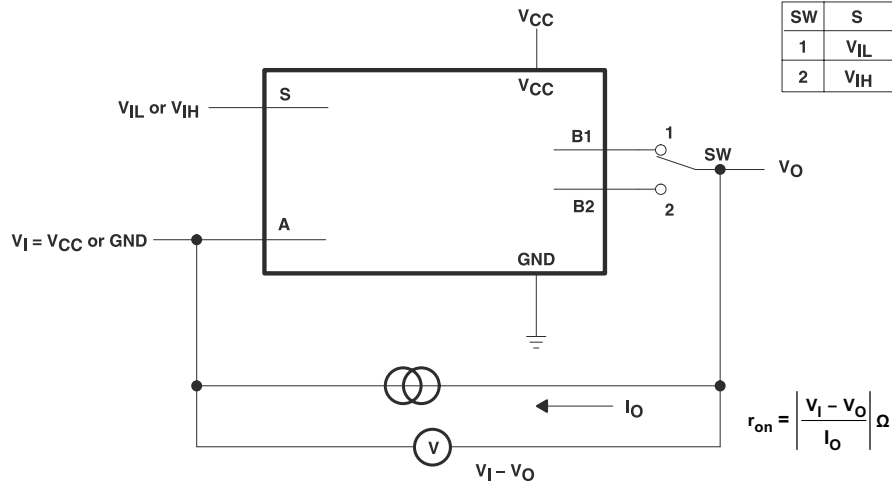 VCC
SW S
1 VIL
2 VIH
VCC
S
VIL or VIH
B1
1
SW
VO
B2
2
A
VI = VCC or GND
GND
IO
ron = | VI – VO / IO | Ω
V
VI – VO